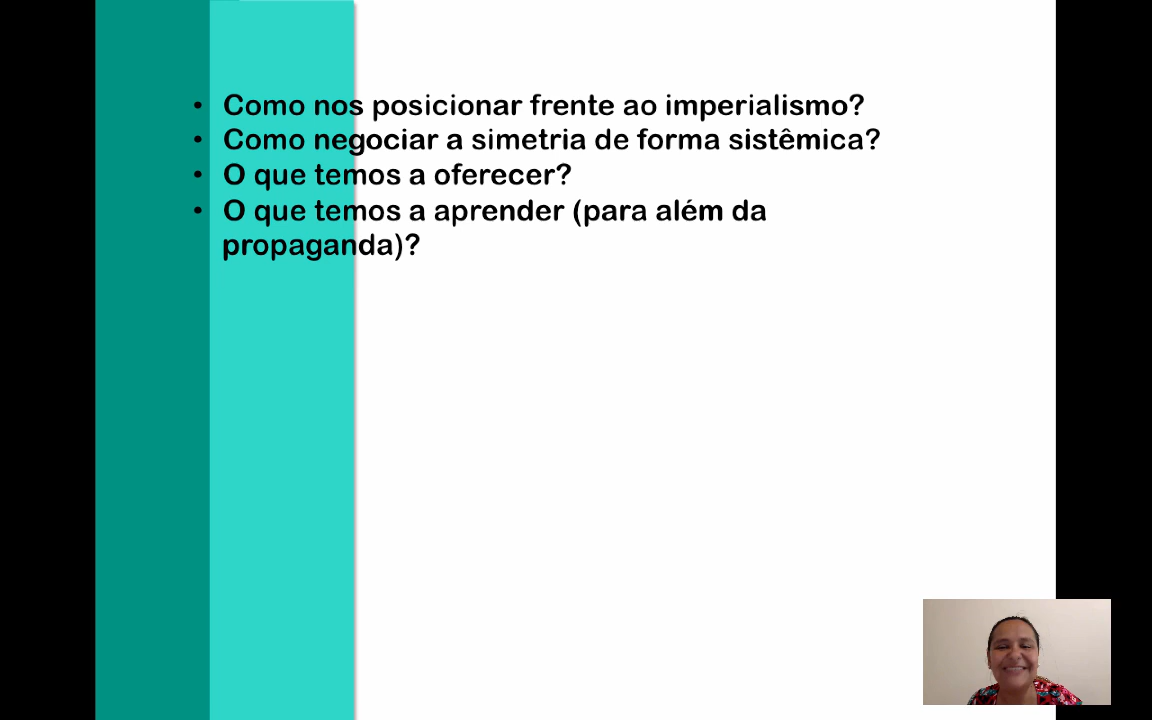 • Como nos posicionar frente ao imperialismo?
• Como negociar a simetria de forma sistêmica?
• O que temos a oferecer?
• O que temos a aprender (para além da
propaganda)?